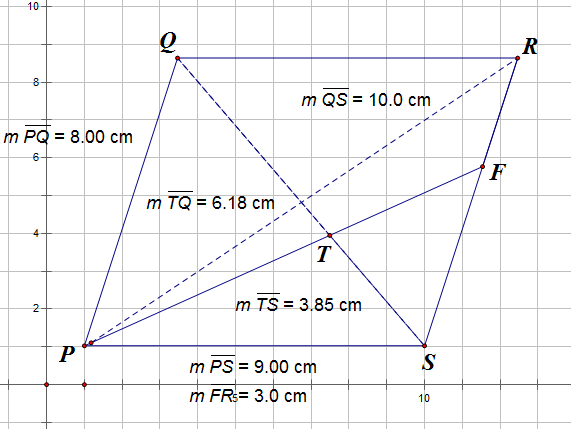 10
Q
R
8
m QS = 10.0 cm
m PQ = 8.00 cm
6
F
m TQ = 6.18 cm
4
T
2
m TS = 3.85 cm
P
S
m PS = 9.00 cm
m FR = 3.0 cm
5
10